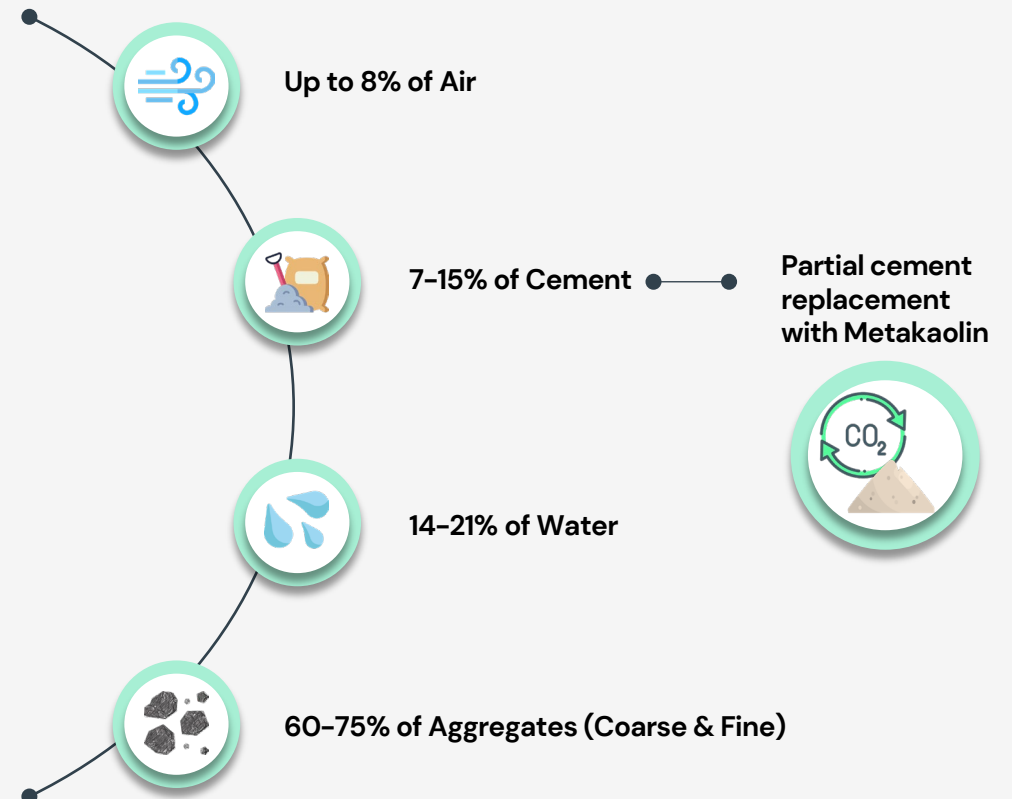 Up to 8% of Air
7-15% of Cement
Partial cement
replacement
with Metakaolin
CO₂
14-21% of Water
60-75% of Aggregates (Coarse & Fine)